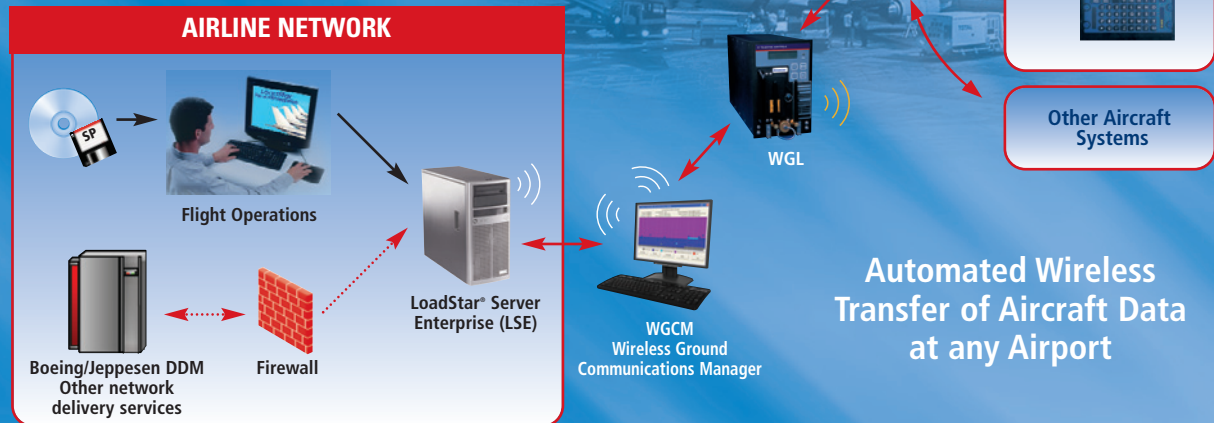 AIRLINE NETWORK
SP
Flight Operations
LoadStar® Server
Enterprise (LSE)
Boeing/Jeppesen DDM
Other network
delivery services
Firewall
WGL
WGCM
Wireless Ground
Communications Manager
Other Aircraft
Systems
Automated Wireless
Transfer of Aircraft Data
at any Airport